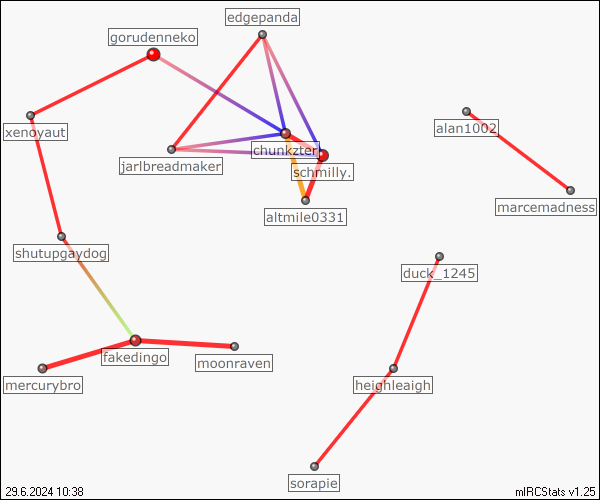 edgepanda
gorudenneko
xenoyaut
alan1002
chunkzter
jarlbreadmaker
schmilly.
marcemadness
altmile0331
shutupgaydog
duck_1245
fakedingo
moonraven
mercurybro
heighleaigh
sorapie
29.6.2024 10:38
mIRCStats v1.25